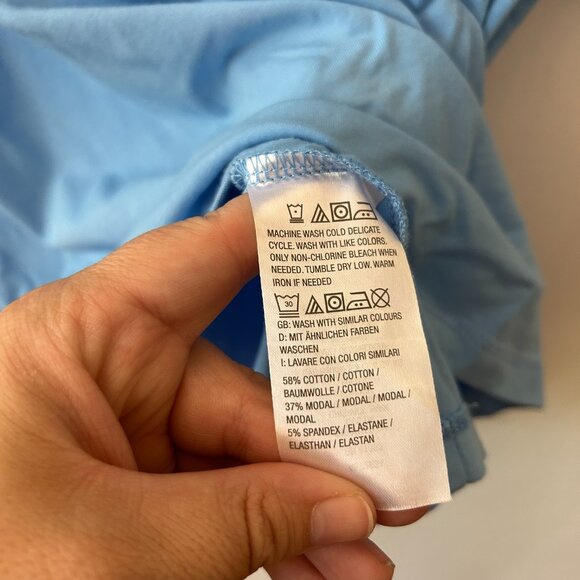 MACHINE WASH COLD DELICATE
CYCLE. WASH WITH LIKE COLORS.
ONLY NON-CHLORINE BLEACH WHEN
NEEDED. TUMBLE DRY LOW. WARM
IRON IF NEEDED
30
GB: WASH WITH SIMILAR COLOURS
D: MIT ÄHNLICHEN FARBEN
WASCHEN
I: LAVARE CON COLORI SIMILARI
58% COTTON / COTTON /
BAUMWOLLE / COTONE
37% MODAL / MODAL / MODAL /
MODAL
5% SPANDEX / ELASTANE /
ELASTHAN / ELASTAN